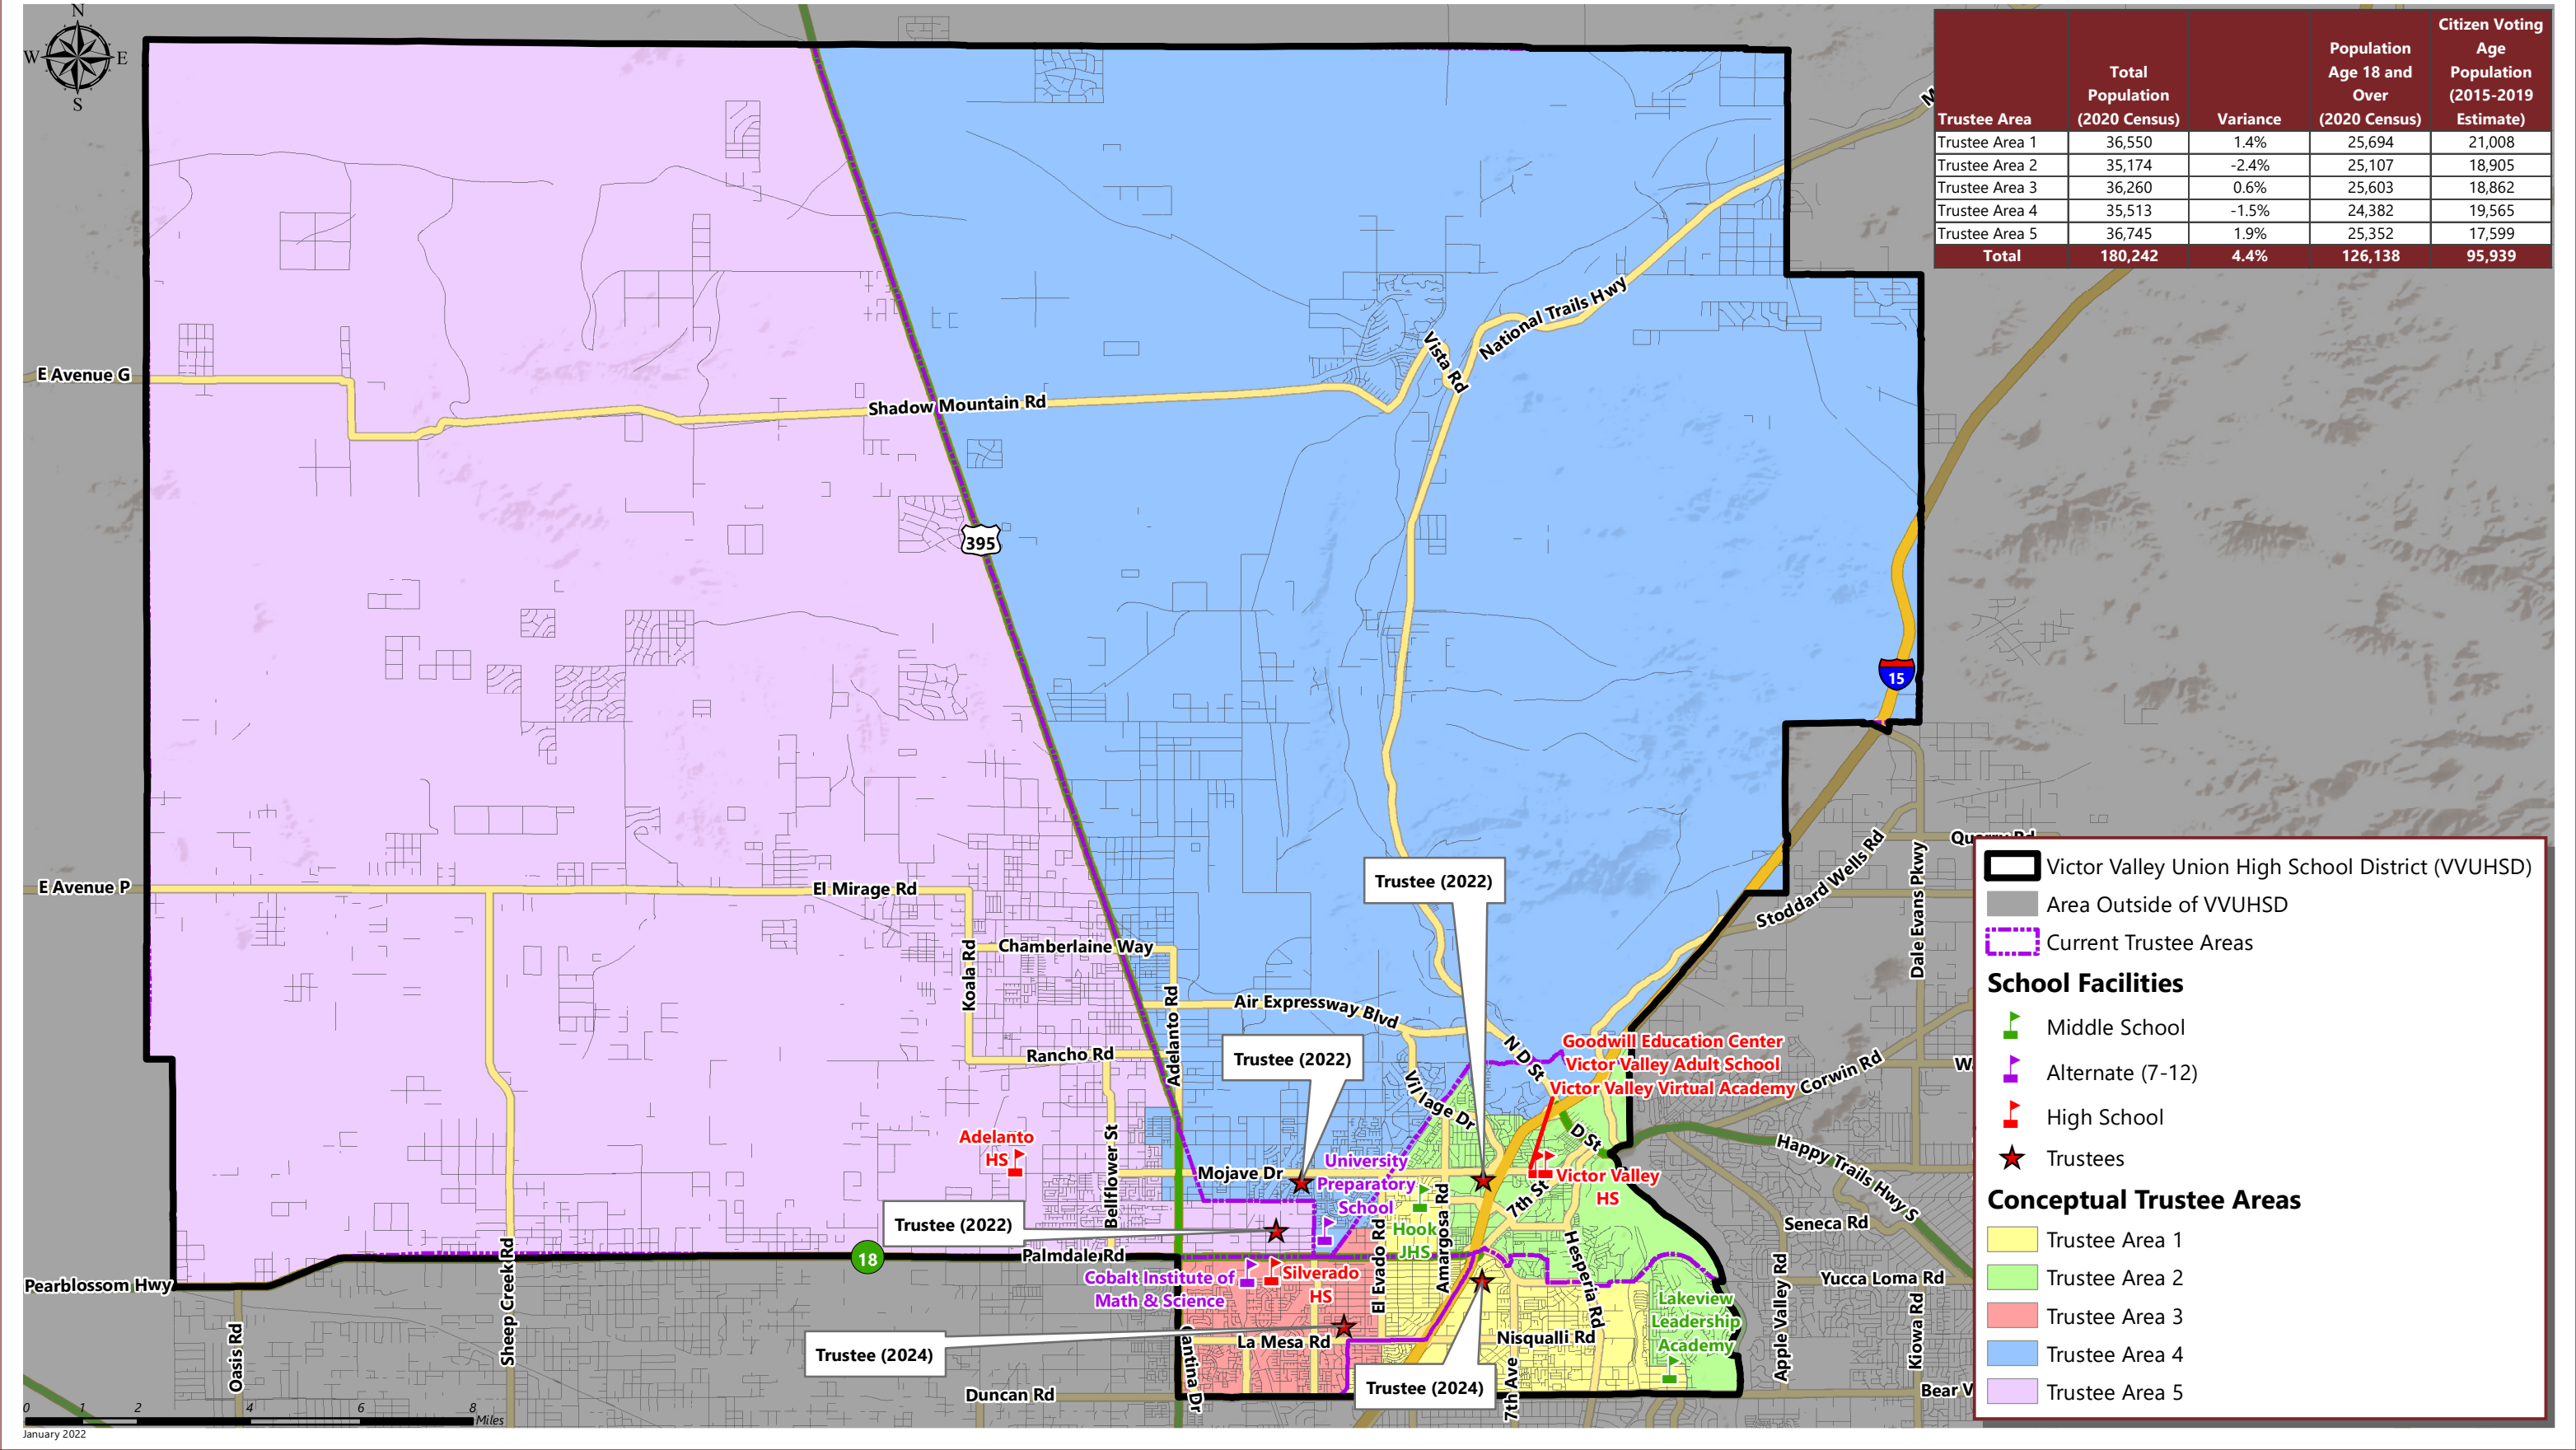 N
W
E
S
Trustee Area
Total
Population
(2020 Census)
Variance
Population
Age 18 and
Over
(2020 Census)
Citizen Voting
Age
Population
(2015-2019
Estimate)
Trustee Area 1 36,550 1.4% 25,694 21,008
Trustee Area 2 35,174 -2.4% 25,107 18,905
Trustee Area 3 36,260 0.6% 25,603 18,862
Trustee Area 4 35,513 -1.5% 24,382 19,565
Trustee Area 5 36,745 1.9% 25,352 17,599
Total 180,242 4.4% 126,138 95,939
E Avenue G
Shadow Mountain Rd
Vista Rd
National Trails Hwy
395
15
E Avenue P
El Mirage Rd
Koala Rd
Chamberlaine Way
Adelanto Rd
Air Expressway Blvd
Rancho Rd
Trustee (2022)
Trustee (2022)
N D St
Village Dr
Goodwill Education Center
Victor Valley Adult School
Victor Valley Virtual Academy
Corwin Rd
Stoddard Wells Rd
Dale Evans Pkwy
Quarry Rd
Adelanto
HS
Bellflower St
Mojave Dr
University
Preparatory
School
Hook
JHS
D St
Victor Valley
HS
7th St
Happy Trails Hwy S
Seneca Rd
Trustee (2022)
Palmdale Rd
18
Pearblossom Hwy
Sheep Creek Rd
Oasis Rd
Cobalt Institute of
Math & Science
Silverado
HS
El Evado Rd
Amargosa Rd
Hesperia Rd
Lakeview
Leadership
Academy
Yucca Loma Rd
Apple Valley Rd
Kiowa Rd
La Mesa Rd
Nisqualli Rd
Trustee (2024)
Trustee (2024)
Duncan Rd
Cantina Dr
7th Ave
Bear V
Victor Valley Union High School District (VVUHSD)
Area Outside of VVUHSD
Current Trustee Areas
School Facilities
Middle School
Alternate (7-12)
High School
Trustees
Conceptual Trustee Areas
Trustee Area 1
Trustee Area 2
Trustee Area 3
Trustee Area 4
Trustee Area 5
0 1 2 4 6 8
Miles
January 2022